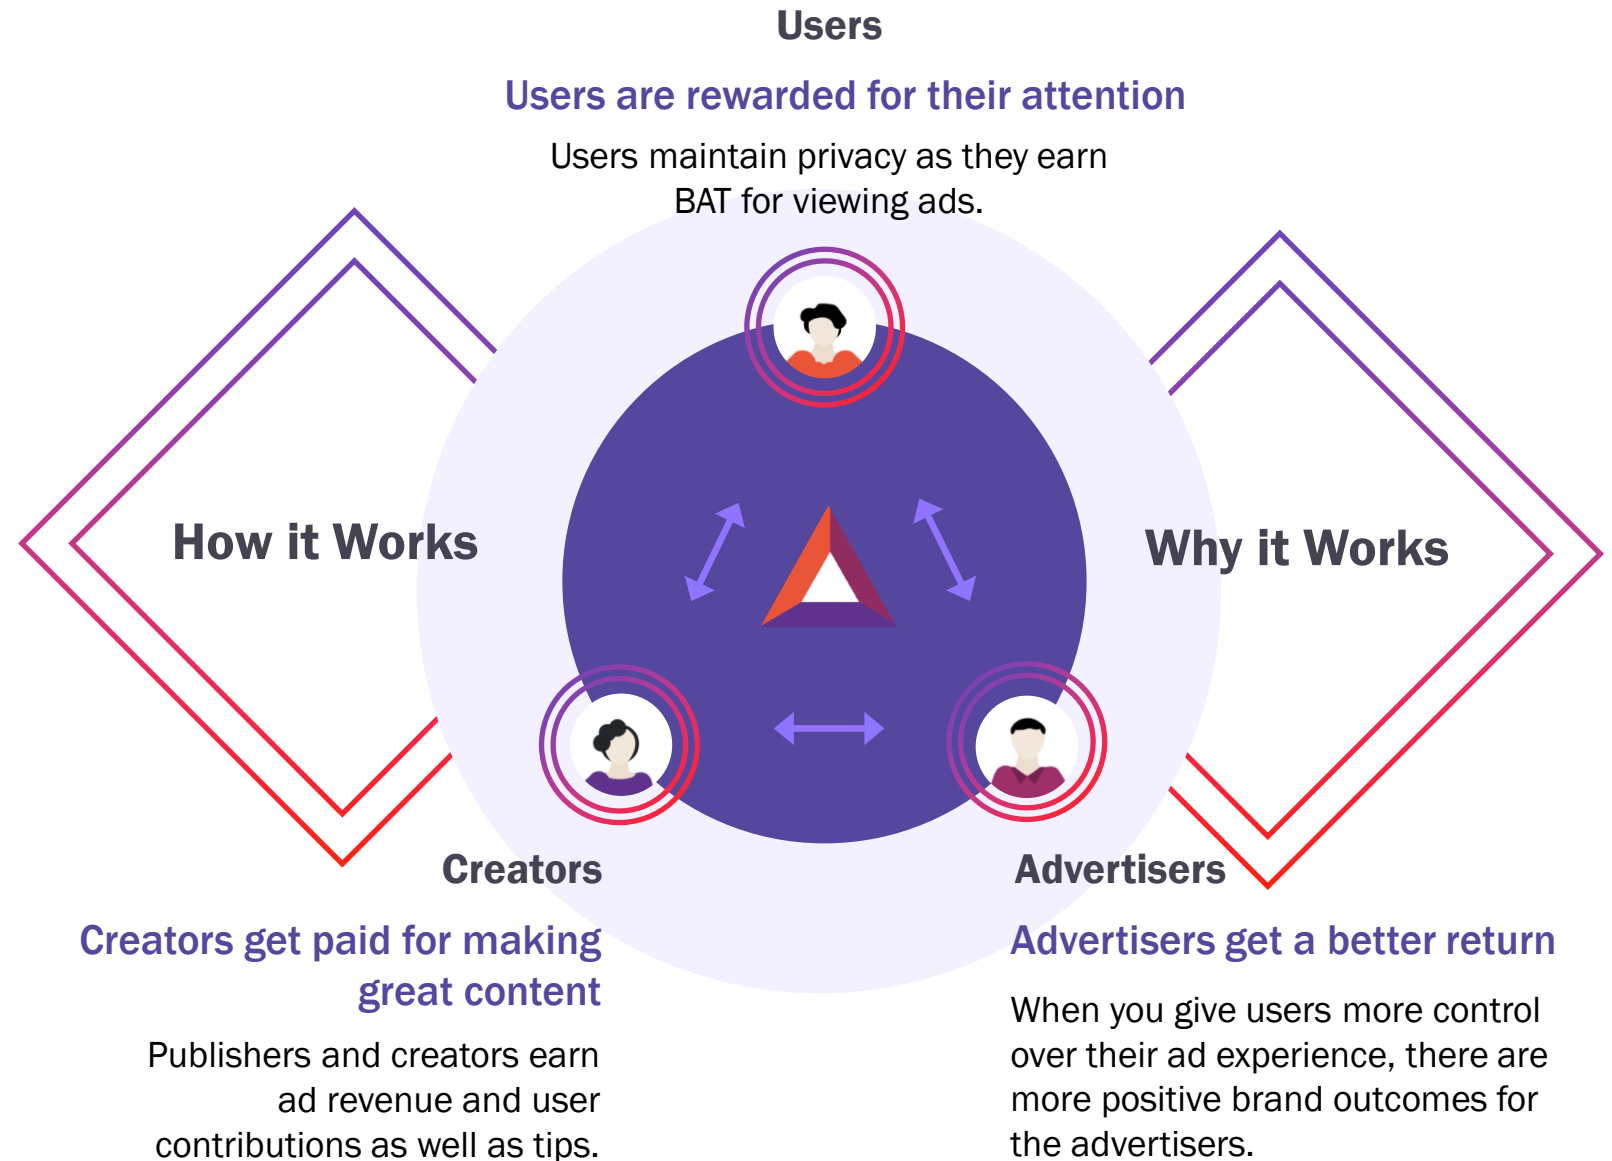 Users
Users are rewarded for their attention
Users maintain privacy as they earn
BAT for viewing ads.
How it Works
Why it Works
Creators
Creators get paid for making
great content
Publishers and creators earn
ad revenue and user
contributions as well as tips.
Advertisers
Advertisers get a better return
When you give users more control
over their ad experience, there are
more positive brand outcomes for
the advertisers.